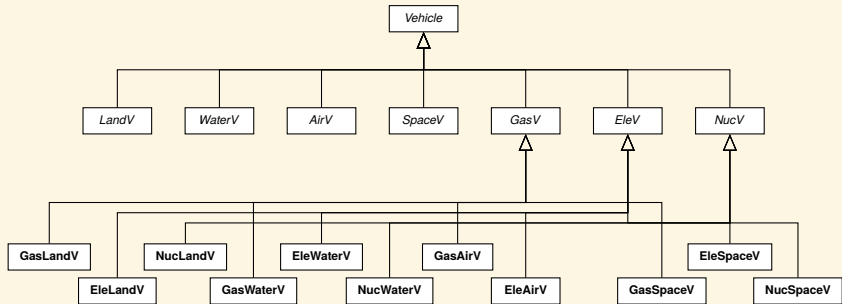 Vehicle
LandV WaterV AirV SpaceV GasV EleV NucV
GasLandV NucLandV EleWaterV GasAirV EleSpaceV
EleLandV GasWaterV NucWaterV EleAirV GasSpaceV NucSpaceV